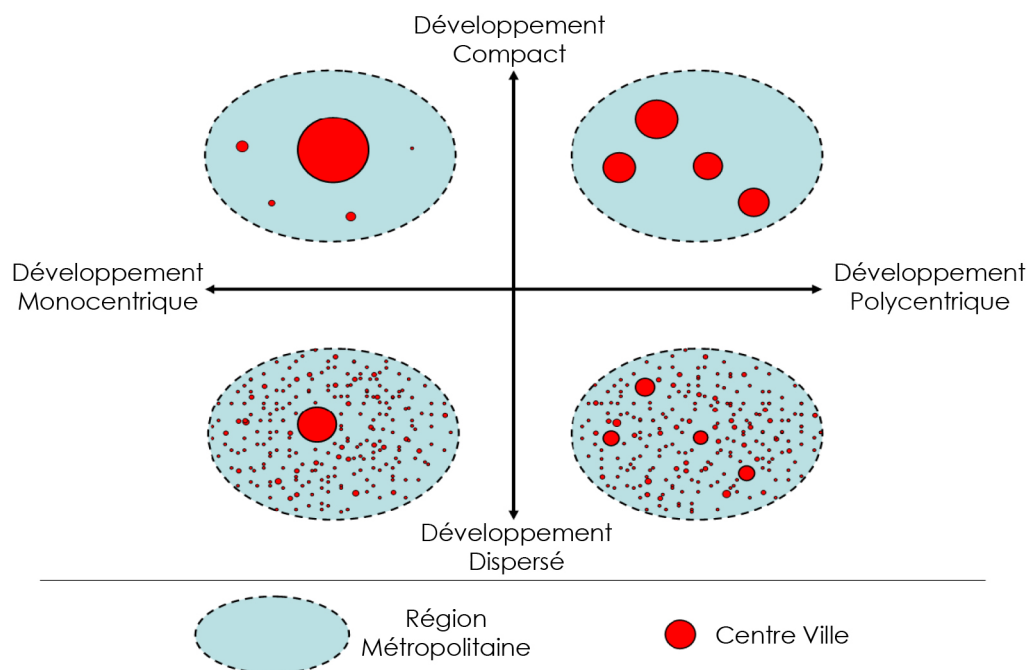 Développement
Compact
Développement
Monocentrique
Développement
Polycentrique
Développement
Dispersé
Région
Métropolitaine
Centre Ville